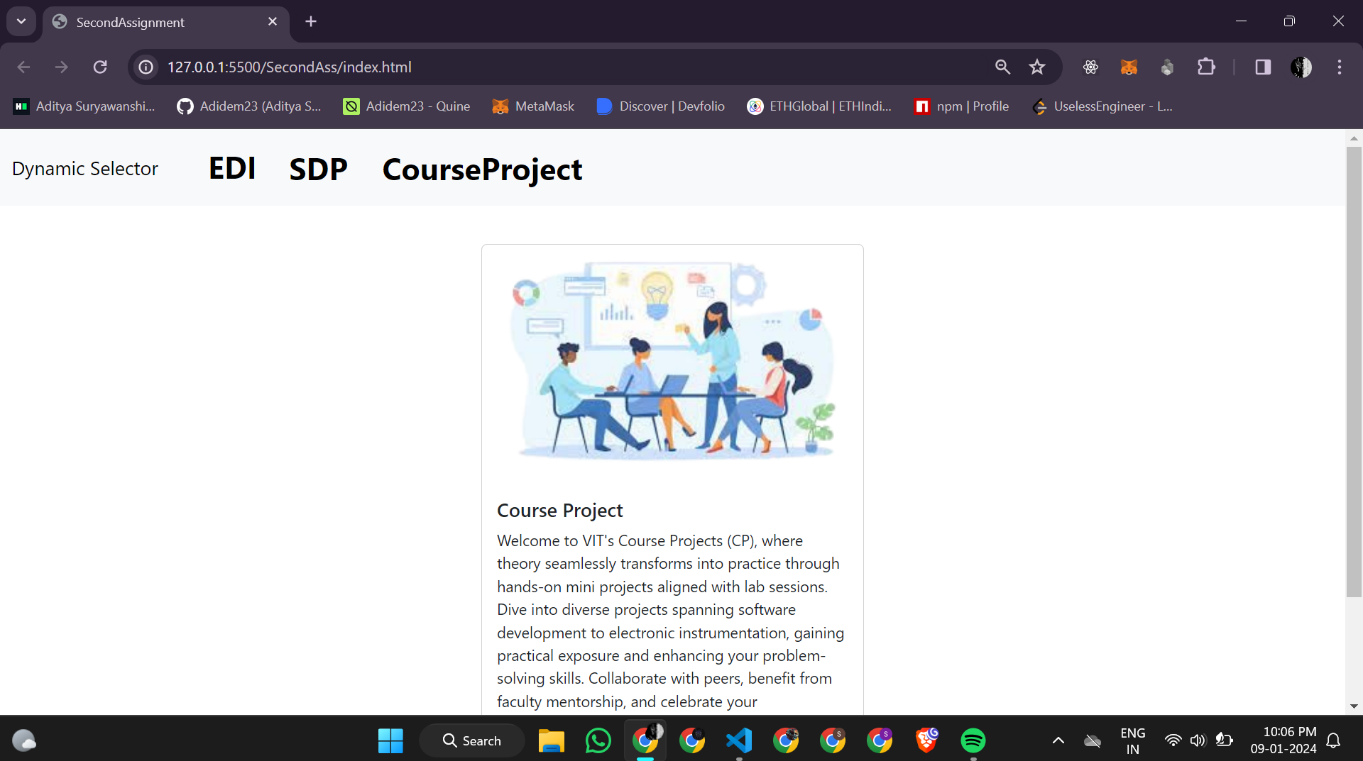 SecondAssignment
127.0.0.1:5500/SecondAss/index.html
Aditya Suryawanshi... Adidem23 (Aditya S... Adidem23 - Quine MetaMask Discover | Devfolio ETHGlobal | ETHIndi... npm | Profile UselessEngineer - L...
Dynamic Selector EDI SDP CourseProject
Course Project
Welcome to VIT's Course Projects (CP), where
theory seamlessly transforms into practice through
hands-on mini projects aligned with lab sessions.
Dive into diverse projects spanning software
development to electronic instrumentation, gaining
practical exposure and enhancing your problem-
solving skills. Collaborate with peers, benefit from
faculty mentorship, and celebrate your
Search
ENG
IN
10:06 PM
09-01-2024